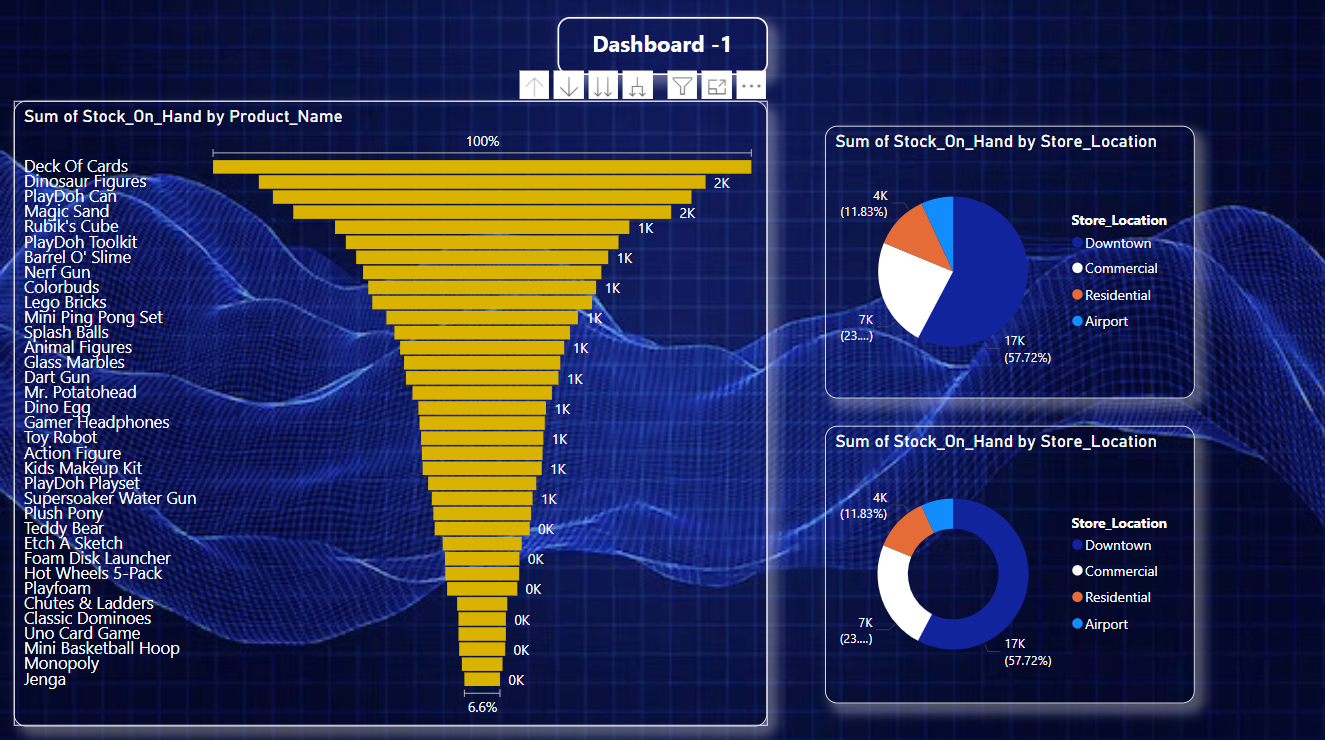 Dashboard -1
Sum of Stock_On_Hand by Product_Name
100%
Deck Of Cards
Dinosaur Figures 2K
PlayDoh Can
Magic Sand 2K
Rubik's Cube 1K
PlayDoh Toolkit
Barrel O' Slime 1K
Nerf Gun
Colorbuds 1K
Lego Bricks
Mini Ping Pong Set 1K
Splash Balls
Animal Figures 1K
Glass Marbles
Dart Gun 1K
Mr. Potatohead
Dino Egg 1K
Gamer Headphones
Toy Robot 1K
Action Figure
Kids Makeup Kit 1K
PlayDoh Playset
Supersoaker Water Gun 1K
Plush Pony
Teddy Bear 0K
Etch A Sketch
Foam Disk Launcher 0K
Hot Wheels 5-Pack
Playfoam 0K
Chutes & Ladders
Classic Dominoes 0K
Uno Card Game
Mini Basketball Hoop 0K
Monopoly
Jenga 0K
6.6%
Sum of Stock_On_Hand by Store_Location
4K
(11.83%)
7K
(23....)
17K
(57.72%)
Store_Location
Downtown
Commercial
Residential
Airport
Sum of Stock_On_Hand by Store_Location
4K
(11.83%)
7K
(23....)
17K
(57.72%)
Store_Location
Downtown
Commercial
Residential
Airport